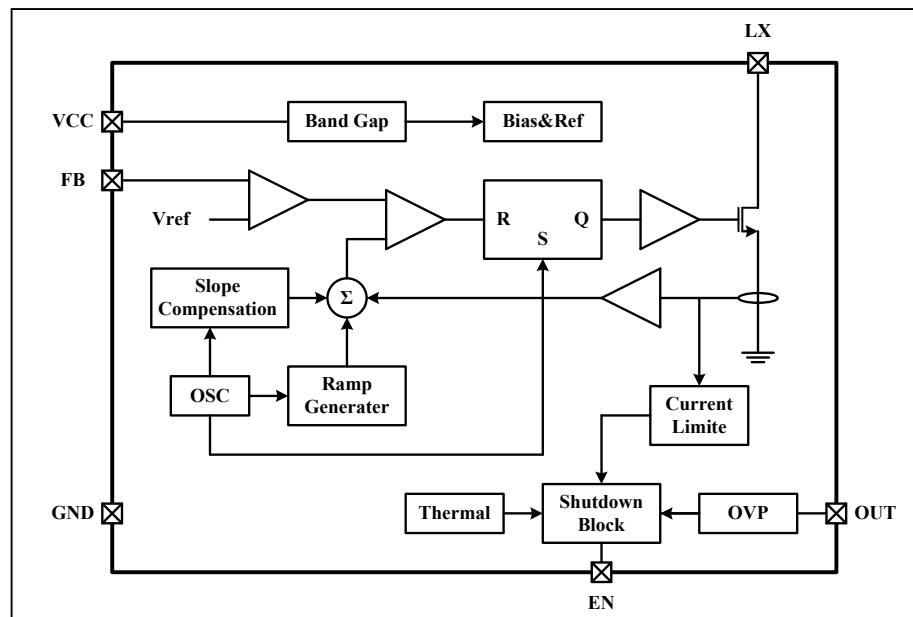 LX
VCC
Band Gap
Bias&Ref
FB
Vref
R
Q
S
Slope
Compensation
Σ
OSC
Ramp
Generater
Current
Limite
GND
Thermal
Shutdown
Block
OVP
OUT
EN